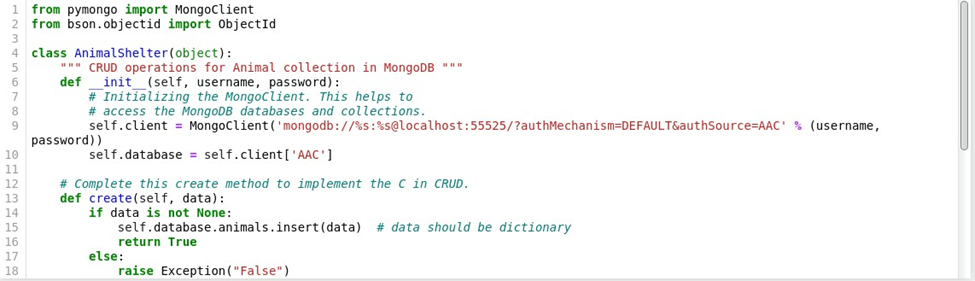 1 from pymongo import MongoClient
2 from bson.objectid import ObjectId
3
4 class AnimalShelter(object):
5     """ CRUD operations for Animal collection in MongoDB """
6     def __init__(self, username, password):
7         # Initializing the MongoClient. This helps to
8         # access the MongoDB databases and collections.
9         self.client = MongoClient('mongodb://%s:%s@localhost:55525/?authMechanism=DEFAULT&authSource=AAC' % (username,
password))
10         self.database = self.client['AAC']
11
12     # Complete this create method to implement the C in CRUD.
13     def create(self, data):
14         if data is not None:
15             self.database.animals.insert(data)  # data should be dictionary
16             return True
17         else:
18             raise Exception("False")